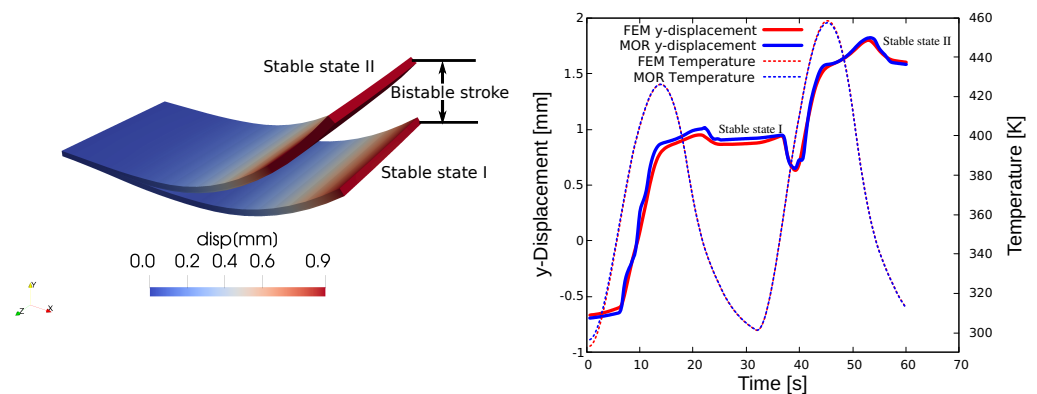 Stable state II
Bistable stroke
Stable state I
disp(mm)
0.0 0.2 0.4 0.6 0.9
Y
Z X
FEM y-displacement
MOR y-displacement
FEM Temperature
MOR Temperature
Stable state II
Stable state I
y-Displacement [mm]
2
1.5
1
0.5
0
-0.5
-1
0 10 20 30 40 50 60 70
Time [s]
460
440
420
400
380
360
340
320
300
Temperature [K]